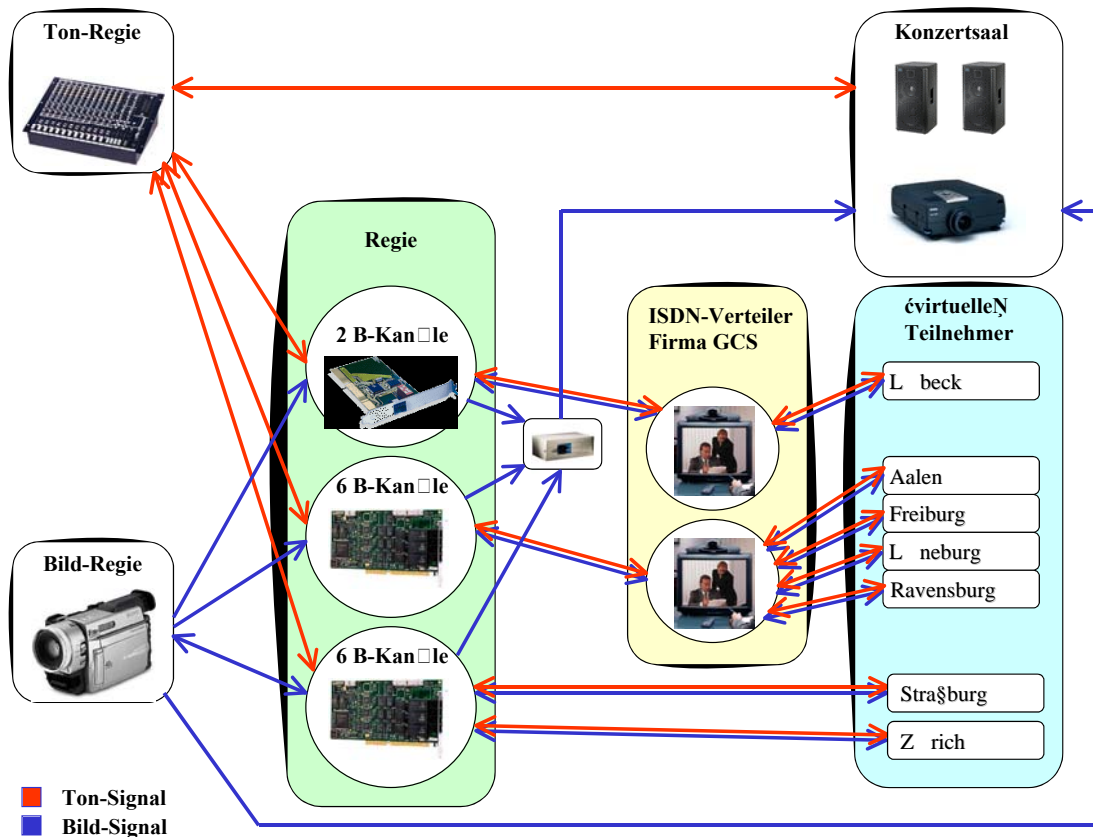 Ton-Regie
Konzertsaal
Regie
2 B-Kan□le
6 B-Kan□le
6 B-Kan□le
Bild-Regie
ISDN-Verteiler
Firma GCS
ćvirtuelleŅ
Teilnehmer
L beck
Aalen
Freiburg
L neburg
Ravensburg
Stra§burg
Z rich
Ton-Signal
Bild-Signal